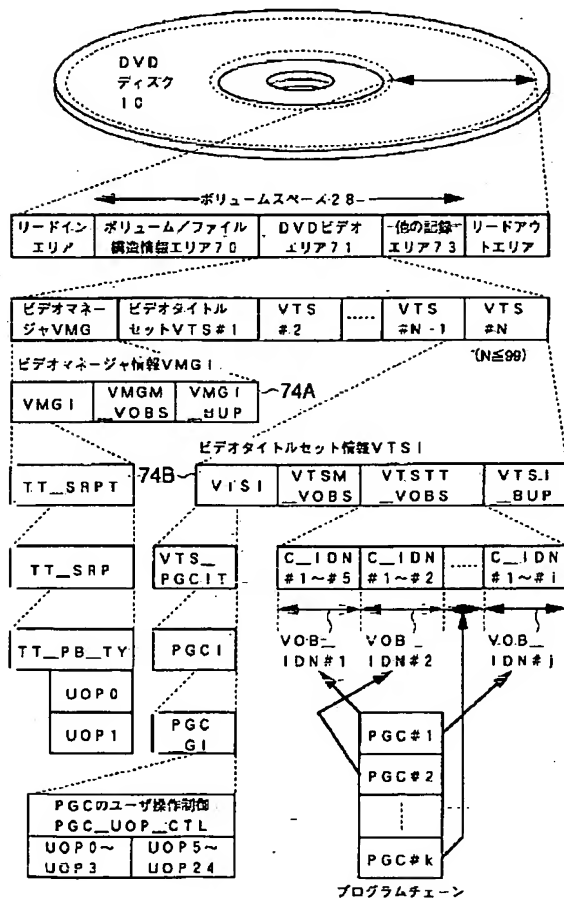 DVD
ディスク
10
ボリュームスペース28
リードイン
エリア
ボリューム/ファイル
構造情報エリア70
DVDビデオ
エリア71
他の記録
エリア73
リードアウ
トエリア
ビデオマネー
ジャVMG
ビデオタイトル
セットVTS#1
VTS
#2
VTS
#N-1
VTS
#N
(N≦99)
ビデオマネージャ情報VMGI
VMGI
VMGM
_VOBS
VMGI
_BUP
74A
ビデオタイトルセット情報VTSI
74B
TT_SRPT
VTSI
VTSM
_VOBS
VTSTT
_VOBS
VTSI
_BUP
TT_SRP
VTS_
PGCIT
C_IDN
#1~#5
C_IDN
#1~#2
C_IDN
#1~#i
VOB_
IDN#1
VOB_
IDN#2
VOB_
IDN#j
TT_PB_TY
PGCI
UOP0
UOP1
PGC
_GI
PGC#1
PGC#2
PGC#k
PGCのユーザ操作制御
PGC_UOP_CTL
UOP0~
UOP3
UOP5~
UOP24
プログラムチェーン